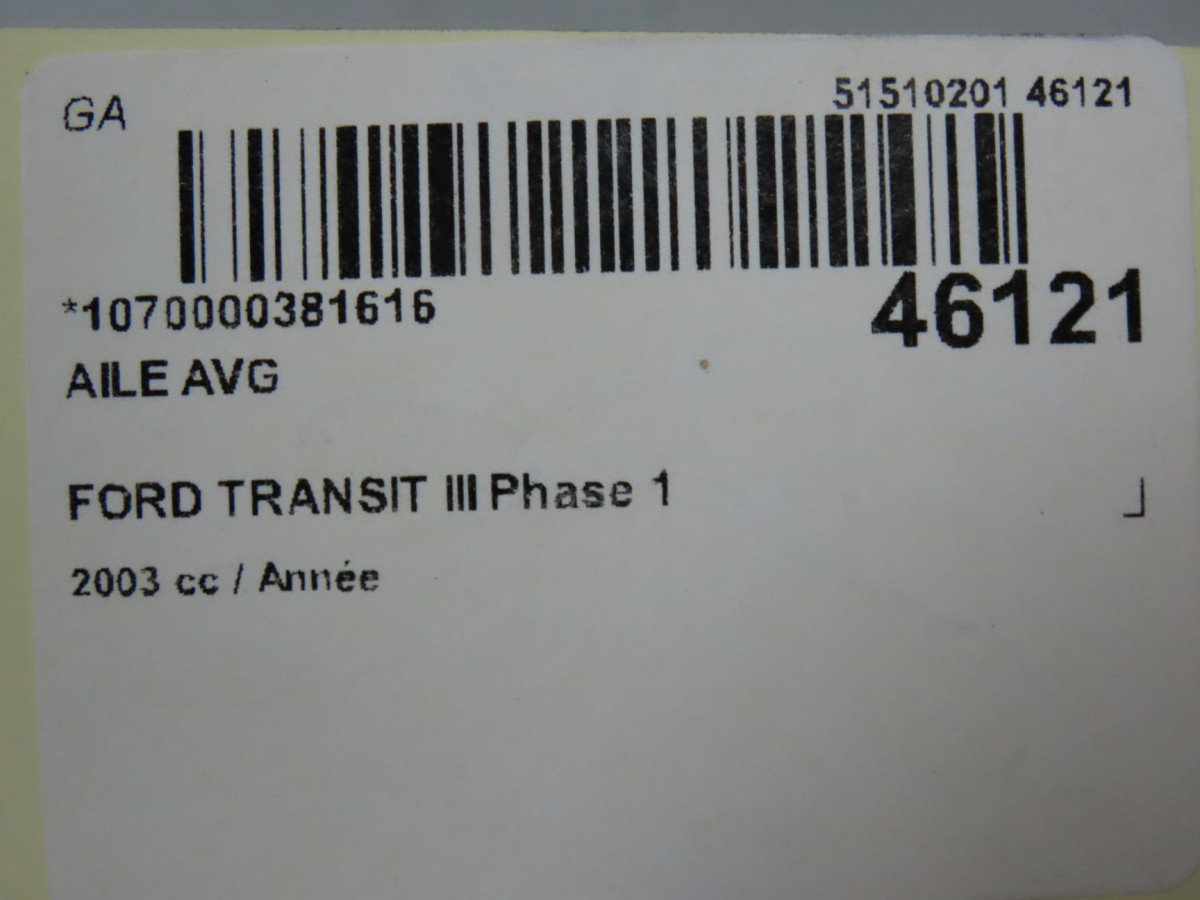 GA
51510201 46121
*1070000381616
46121
AILE AVG
FORD TRANSIT III Phase 1
2003 cc / Année